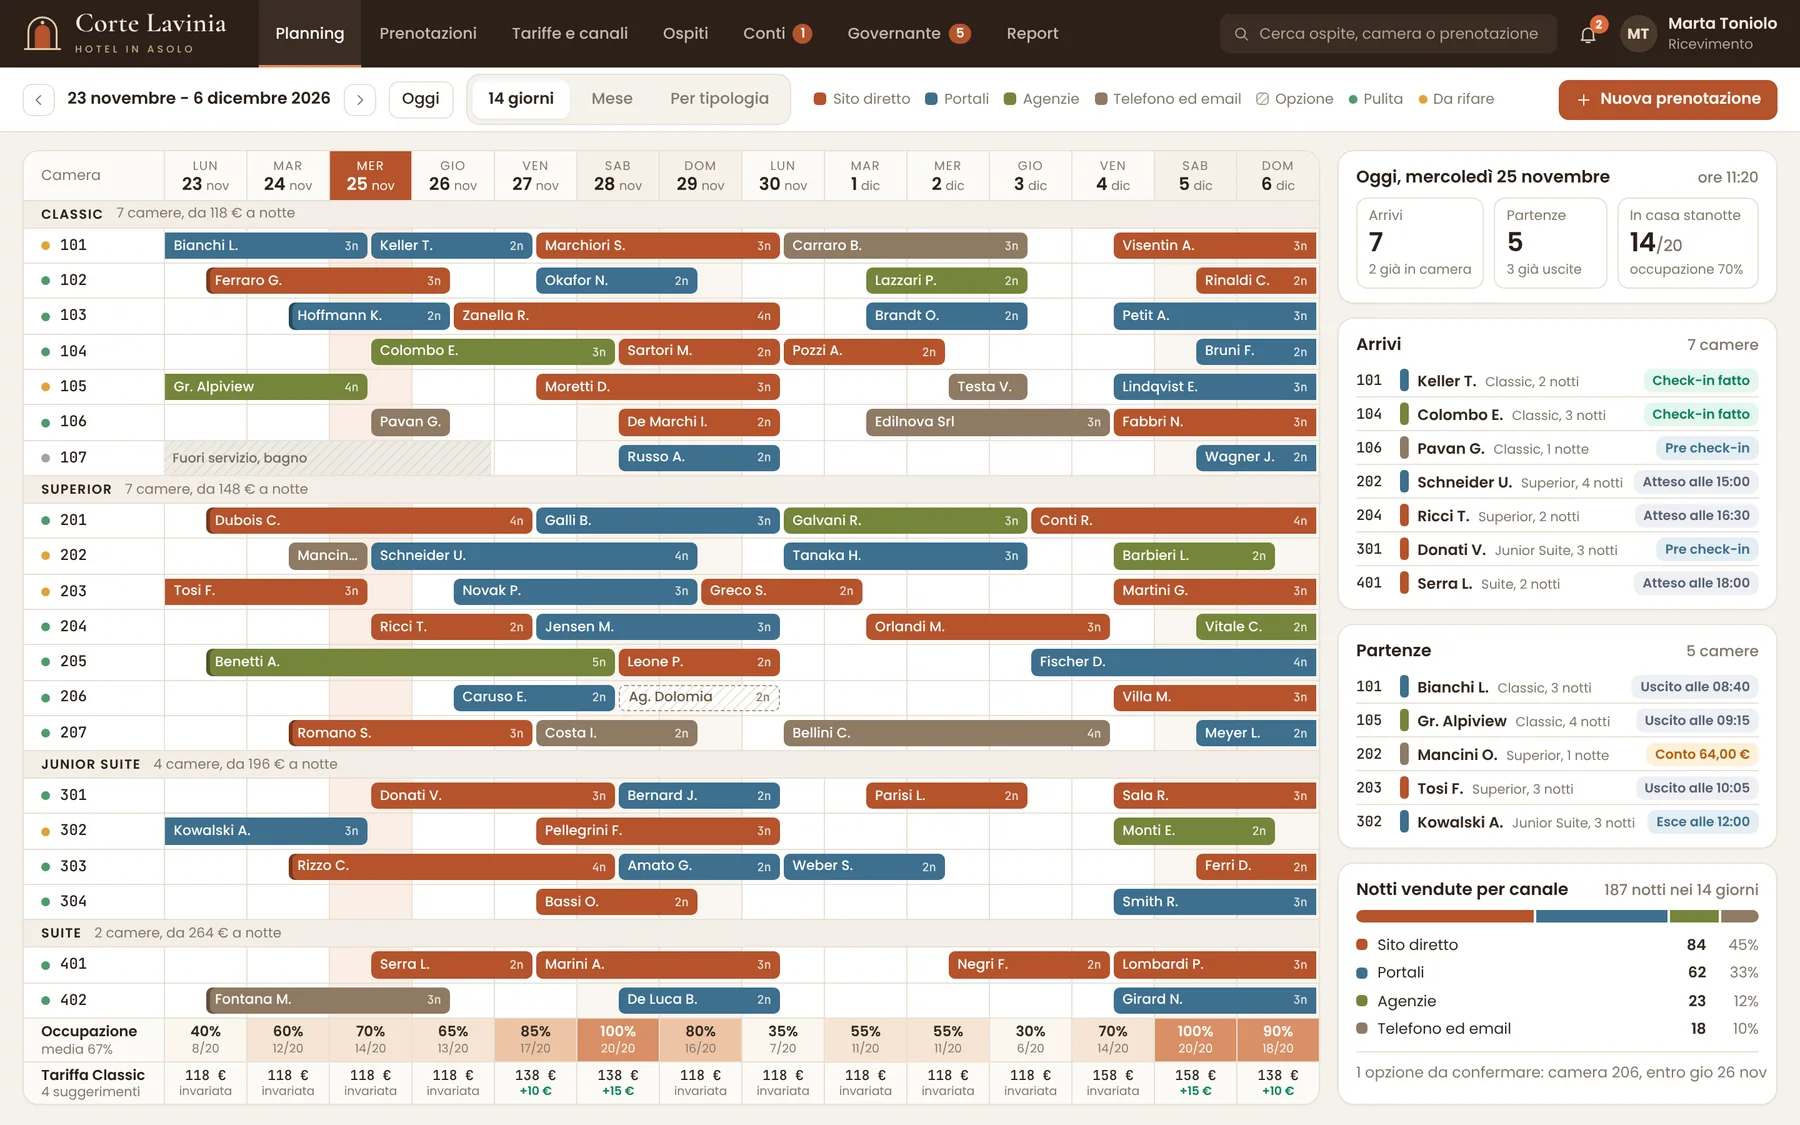 Corte Lavinia
HOTEL IN ASOLO
Planning
Prenotazioni
Tariffe e canali
Ospiti
Conti 1
Governante 5
Report
Cerca ospite, camera o prenotazione
2
MT
Marta Toniolo
Ricevimento
23 novembre - 6 dicembre 2026
Oggi
14 giorni
Mese
Per tipologia
Sito diretto
Portali
Agenzie
Telefono ed email
Opzione
Pulita
Da rifare
+ Nuova prenotazione
Camera
LUN 23 nov
MAR 24 nov
MER 25 nov
GIO 26 nov
VEN 27 nov
SAB 28 nov
DOM 29 nov
LUN 30 nov
MAR 1 dic
MER 2 dic
GIO 3 dic
VEN 4 dic
SAB 5 dic
DOM 6 dic
CLASSIC 7 camere, da 118 € a notte
101 Bianchi L. 3n Keller T. 2n Marchiori S. 3n Carraro B. 3n Visentin A. 3n
102 Ferraro G. 3n Okafor N. 2n Lazzari P. 2n Rinaldi C. 2n
103 Hoffmann K. 2n Zanella R. 4n Brandt O. 2n Petit A. 3n
104 Colombo E. 3n Sartori M. 2n Pozzi A. 2n Bruni F. 2n
105 Gr. Alpiview 4n Moretti D. 3n Testa V. Lindqvist E. 3n
106 Pavan G. De Marchi I. 2n Edilnova Srl 3n Fabbri N. 3n
107 Fuori servizio, bagno Russo A. 2n Wagner J. 2n
SUPERIOR 7 camere, da 148 € a notte
201 Dubois C. 4n Galli B. 3n Galvani R. 3n Conti R. 4n
202 Mancin... Schneider U. 4n Tanaka H. 3n Barbieri L. 2n
203 Tosi F. 3n Novak P. 3n Greco S. 2n Martini G. 3n
204 Ricci T. 2n Jensen M. 3n Orlandi M. 3n Vitale C. 2n
205 Benetti A. 5n Leone P. 2n Fischer D. 4n
206 Caruso E. 2n Ag. Dolomia 2n Villa M. 3n
207 Romano S. 3n Costa I. 2n Bellini C. 4n Meyer L. 2n
JUNIOR SUITE 4 camere, da 196 € a notte
301 Donati V. 3n Bernard J. 2n Parisi L. 2n Sala R. 3n
302 Kowalski A. 3n Pellegrini F. 3n Monti E. 2n
303 Rizzo C. 4n Amato G. 2n Weber S. 2n Ferri D. 2n
304 Bassi O. 2n Smith R. 3n
SUITE 2 camere, da 264 € a notte
401 Serra L. 2n Marini A. 3n Negri F. 2n Lombardi P. 3n
402 Fontana M. 3n De Luca B. 2n Girard N. 3n
Occupazione 40% 60% 70% 65% 85% 100% 80% 35% 55% 55% 30% 70% 100% 90%
media 67% 8/20 12/20 14/20 13/20 17/20 20/20 16/20 7/20 11/20 11/20 6/20 14/20 20/20 18/20
Tariffa Classic 118 € 118 € 118 € 118 € 138 € 138 € 118 € 118 € 118 € 118 € 118 € 158 € 158 € 138 €
4 suggerimenti invariata invariata invariata invariata +10 € +15 € invariata invariata invariata invariata invariata invariata +15 € +10 €
Oggi, mercoledì 25 novembre ore 11:20
Arrivi
7
2 già in camera
Partenze
5
3 già uscite
In casa stanotte
14/20
occupazione 70%
Arrivi 7 camere
101 Keller T. Classic, 2 notti Check-in fatto
104 Colombo E. Classic, 3 notti Check-in fatto
106 Pavan G. Classic, 1 notte Pre check-in
202 Schneider U. Superior, 4 notti Atteso alle 15:00
204 Ricci T. Superior, 2 notti Atteso alle 16:30
301 Donati V. Junior Suite, 3 notti Pre check-in
401 Serra L. Suite, 2 notti Atteso alle 18:00
Partenze 5 camere
101 Bianchi L. Classic, 3 notti Uscito alle 08:40
105 Gr. Alpiview Classic, 4 notti Uscito alle 09:15
202 Mancini O. Superior, 1 notte Conto 64,00 €
203 Tosi F. Superior, 3 notti Uscito alle 10:05
302 Kowalski A. Junior Suite, 3 notti Esce alle 12:00
Notti vendute per canale 187 notti nei 14 giorni
Sito diretto 84 45%
Portali 62 33%
Agenzie 23 12%
Telefono ed email 18 10%
1 opzione da confermare: camera 206, entro gio 26 nov